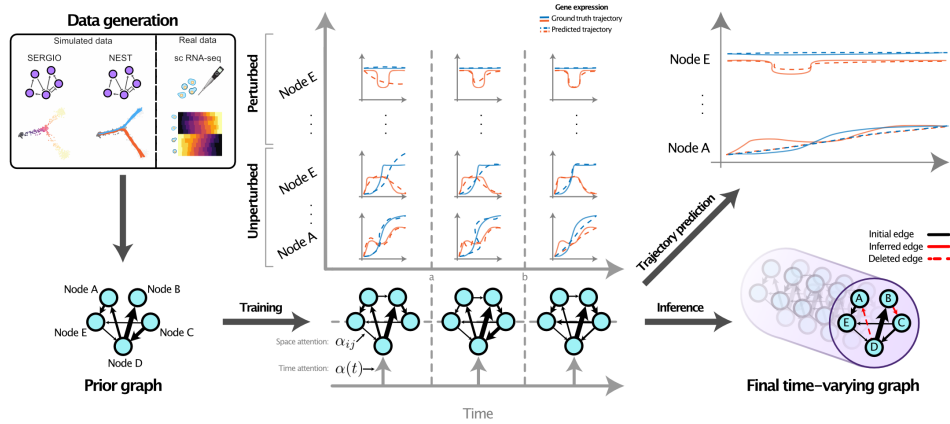 Data generation
Simulated data
Real data
SERGIO
NEST
sc RNA-seq
Gene expression
Ground truth trajectory
Predicted trajectory
Perturbed
Node E
Unperturbed
Node E
Node A
a
b
Node E
Node A
Trajectory prediction
Initial edge
Inferred edge
Deleted edge
Node A
Node B
Node E
Node C
Node D
Prior graph
Training
Space attention: αij
Time attention: α(t)
Time
Inference
A
B
E
C
D
Final time-varying graph